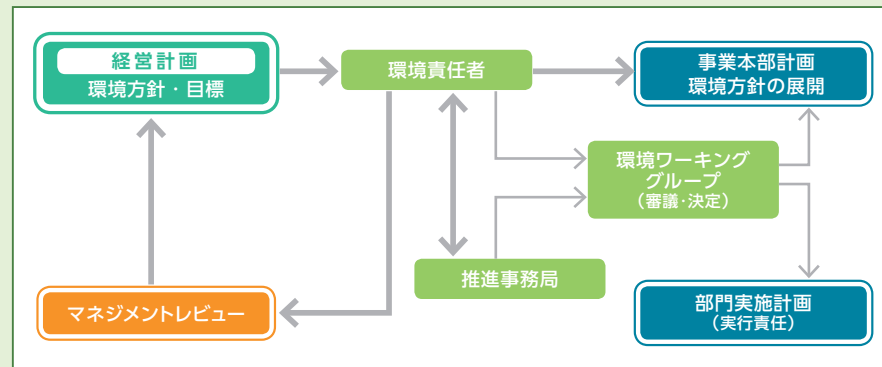 経営計画
環境方針・目標
環境責任者
事業本部計画
環境方針の展開
環境ワーキング
グループ
（審議・決定）
推進事務局
マネジメントレビュー
部門実施計画
（実行責任）